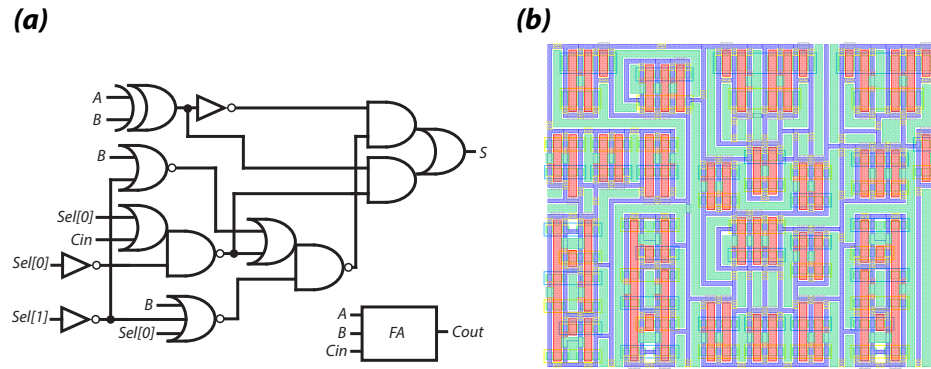 (a)
(b)
A
B
S
B
Sel[0]
Cin
Sel[0]
Sel[1]
B
Sel[0]
A
B
Cin
FA
Cout